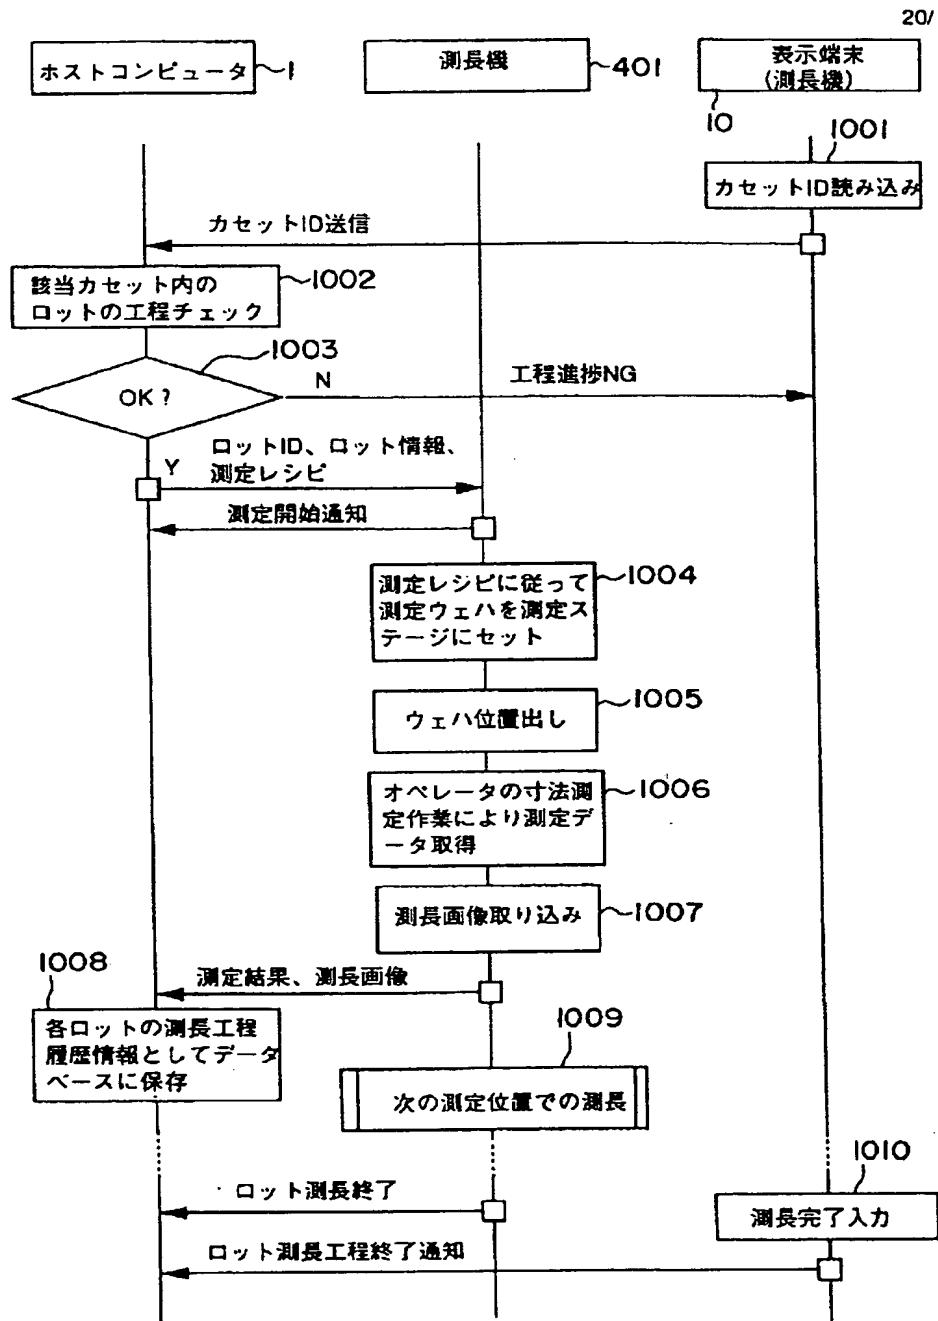 20/
ホストコンピュータ
1
測長機
401
表示端末
(測長機)
10
1001
カセットID読み込み
カセットID送信
該当カセット内の
ロットの工程チェック
1002
1003
OK?
N
工程進捗NG
Y
ロットID、ロット情報、
測定レシピ
測定開始通知
測定レシピに従って
測定ウェハを測定ス
テージにセット
1004
ウェハ位置出し
1005
オペレータの寸法測
定作業により測定デ
ータ取得
1006
測長画像取り込み
1007
測定結果、測長画像
1008
各ロットの測長工程
履歴情報としてデータ
ベースに保存
1009
次の測定位置での測長
1010
測長完了入力
ロット測長終了
ロット測長工程終了通知